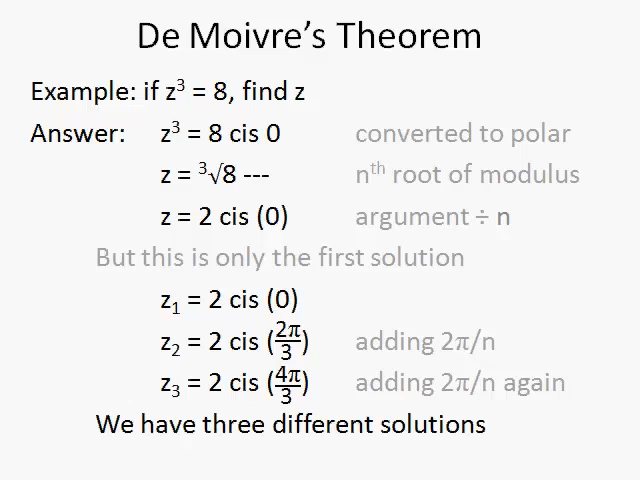 De Moivre's Theorem
Example: if z³ = 8, find z
Answer: z³ = 8 cis 0 converted to polar
z = ³√8 --- nᵗʰ root of modulus
z = 2 cis (0) argument ÷ n
But this is only the first solution
z₁ = 2 cis (0)
z₂ = 2 cis (2π/3) adding 2π/n
z₃ = 2 cis (4π/3) adding 2π/n again
We have three different solutions